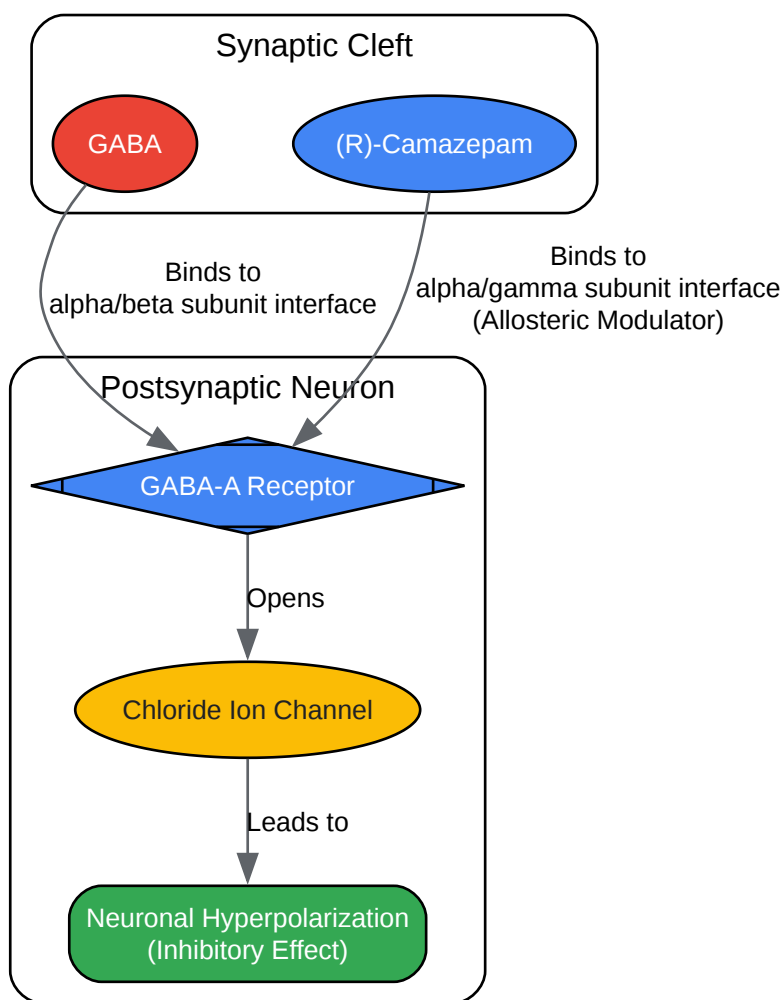 Synaptic Cleft
GABA
(R)-Camazepam
Binds to
alpha/beta subunit interface
Binds to
alpha/gamma subunit interface
(Allosteric Modulator)
Postsynaptic Neuron
GABA-A Receptor
Opens
Chloride Ion Channel
Leads to
Neuronal Hyperpolarization
(Inhibitory Effect)